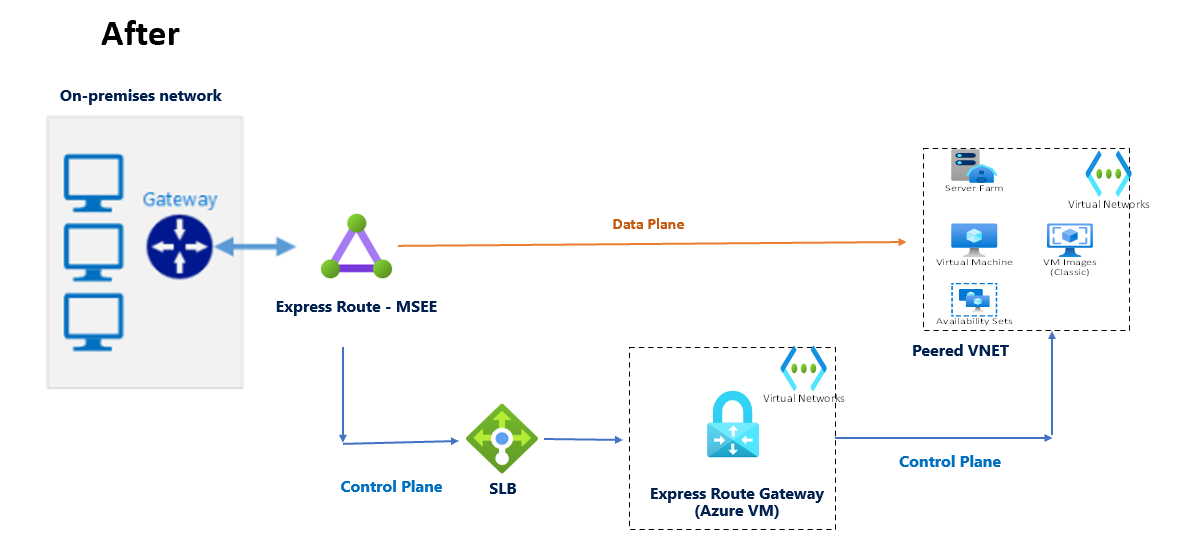 After
On-premises network
Gateway
Express Route - MSEE
Data Plane
Server Farm
Virtual Networks
Virtual Machine
VM Images
(Classic)
Availability Sets
Peered VNET
Control Plane
SLB
Virtual Networks
Express Route Gateway
(Azure VM)
Control Plane